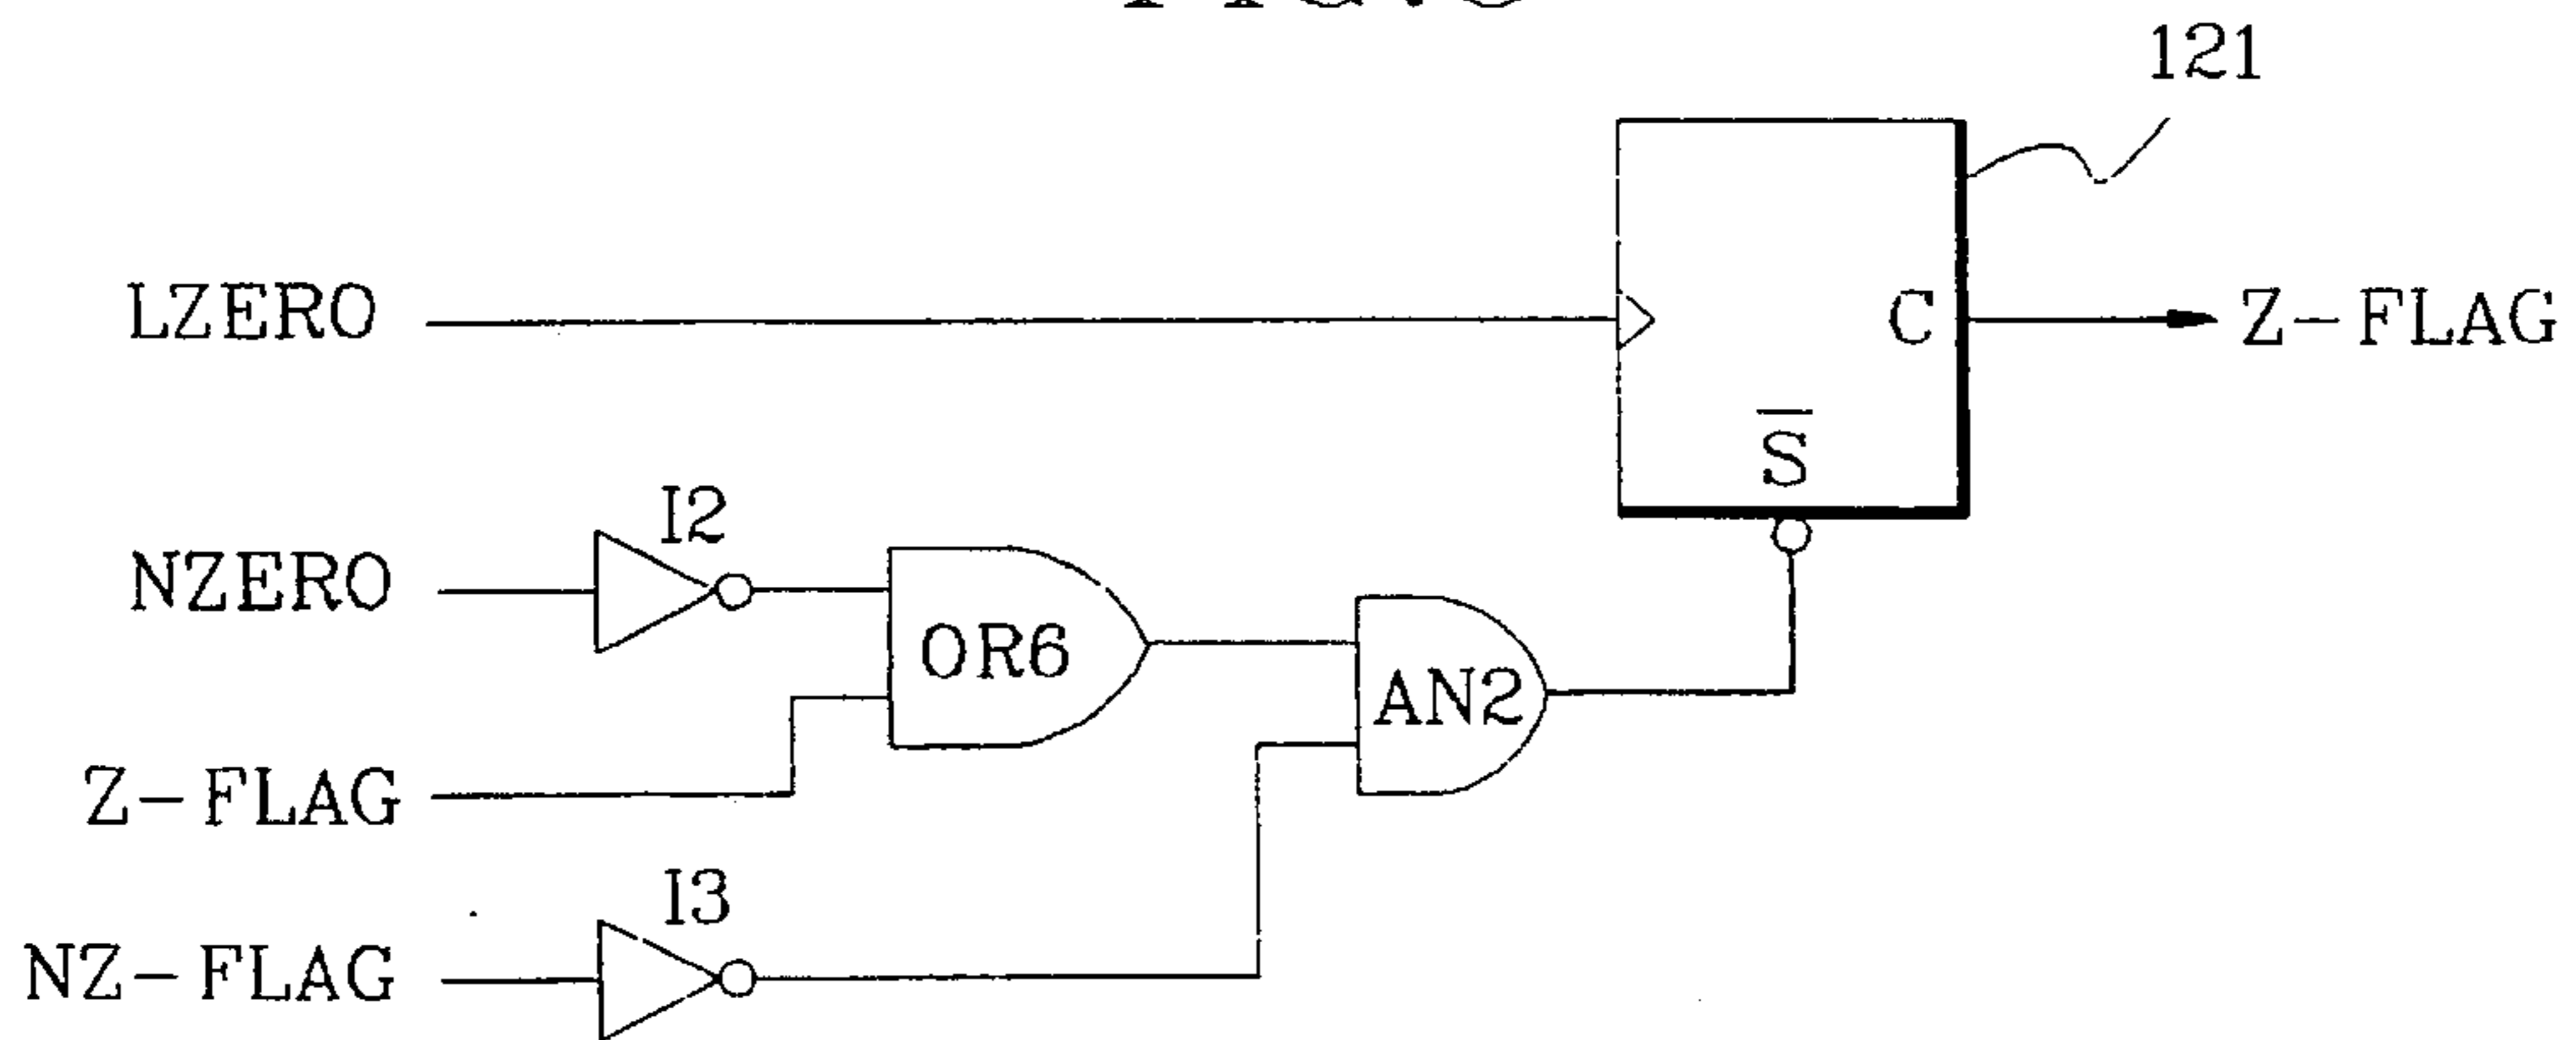 121
LZERO
C
Z-FLAG
S̅
I2
NZERO
OR6
AN2
Z-FLAG
I3
NZ-FLAG